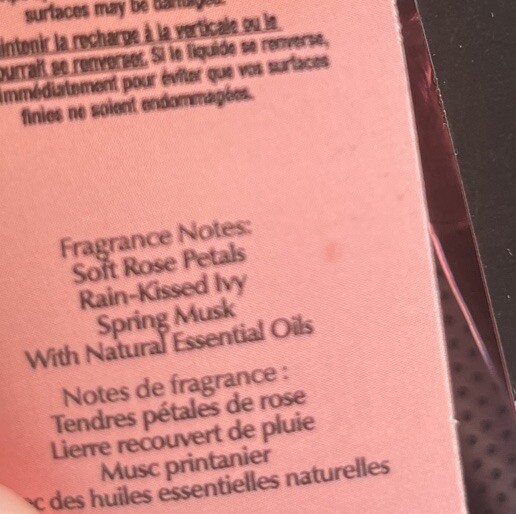 surfaces may be damaged.
intenir la recharge à la verticale ou le
ourrait se renverser. Si le liquide se renverse,
immédiatement pour éviter que vos surfaces
finies ne soient endommagées.
Fragrance Notes:
Soft Rose Petals
Rain-Kissed Ivy
Spring Musk
With Natural Essential Oils
Notes de fragrance :
Tendres pétales de rose
Lierre recouvert de pluie
Musc printanier
c des huiles essentielles naturelles